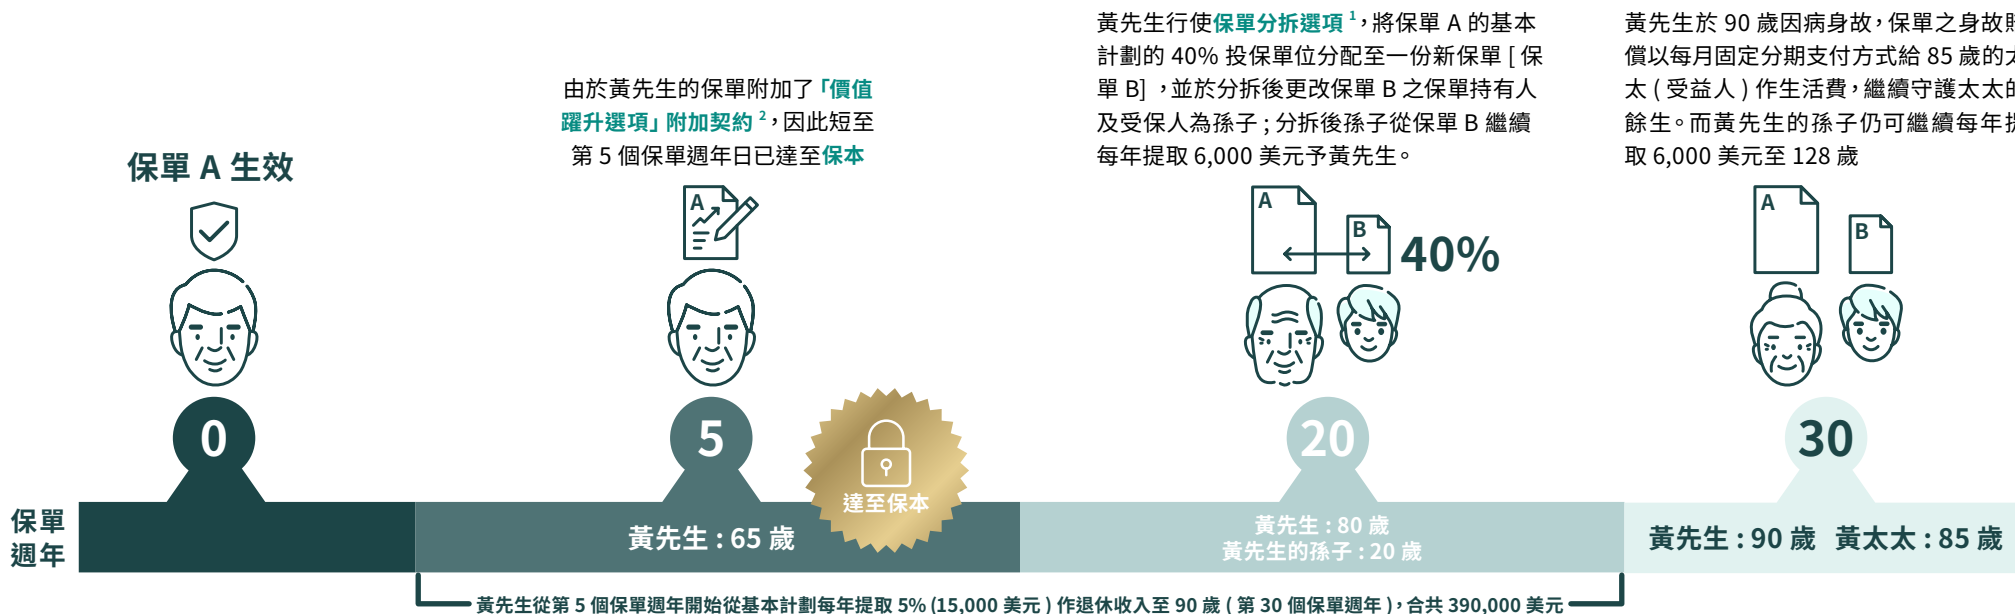 保單 A 生效
由於黃先生的保單附加了「價值
躍升選項」附加契約 2，因此短至
第 5 個保單週年日已達至保本
黃先生行使保單分拆選項 1，將保單 A 的基本
計劃的 40% 投保單位分配至一份新保單 [ 保
單 B] ，並於分拆後更改保單 B 之保單持有人
及受保人為孫子 ; 分拆後孫子從保單 B 繼續
每年提取 6,000 美元予黃先生。
黃先生於 90 歲因病身故，保單之身故賠
償以每月固定分期支付方式給 85 歲的太
太 ( 受益人 ) 作生活費，繼續守護太太的
餘生。而黃先生的孫子仍可繼續每年提
取 6,000 美元至 128 歲
A
A
B
40%
A
B
0
5
20
30
達至保本
保單
週年
黃先生 : 65 歲
黃先生 : 80 歲
黃先生的孫子 : 20 歲
黃先生 : 90 歲 黃太太 : 85 歲
黃先生從第 5 個保單週年開始從基本計劃每年提取 5% (15,000 美元 ) 作退休收入至 90 歲 ( 第 30 個保單週年 )，合共 390,000 美元